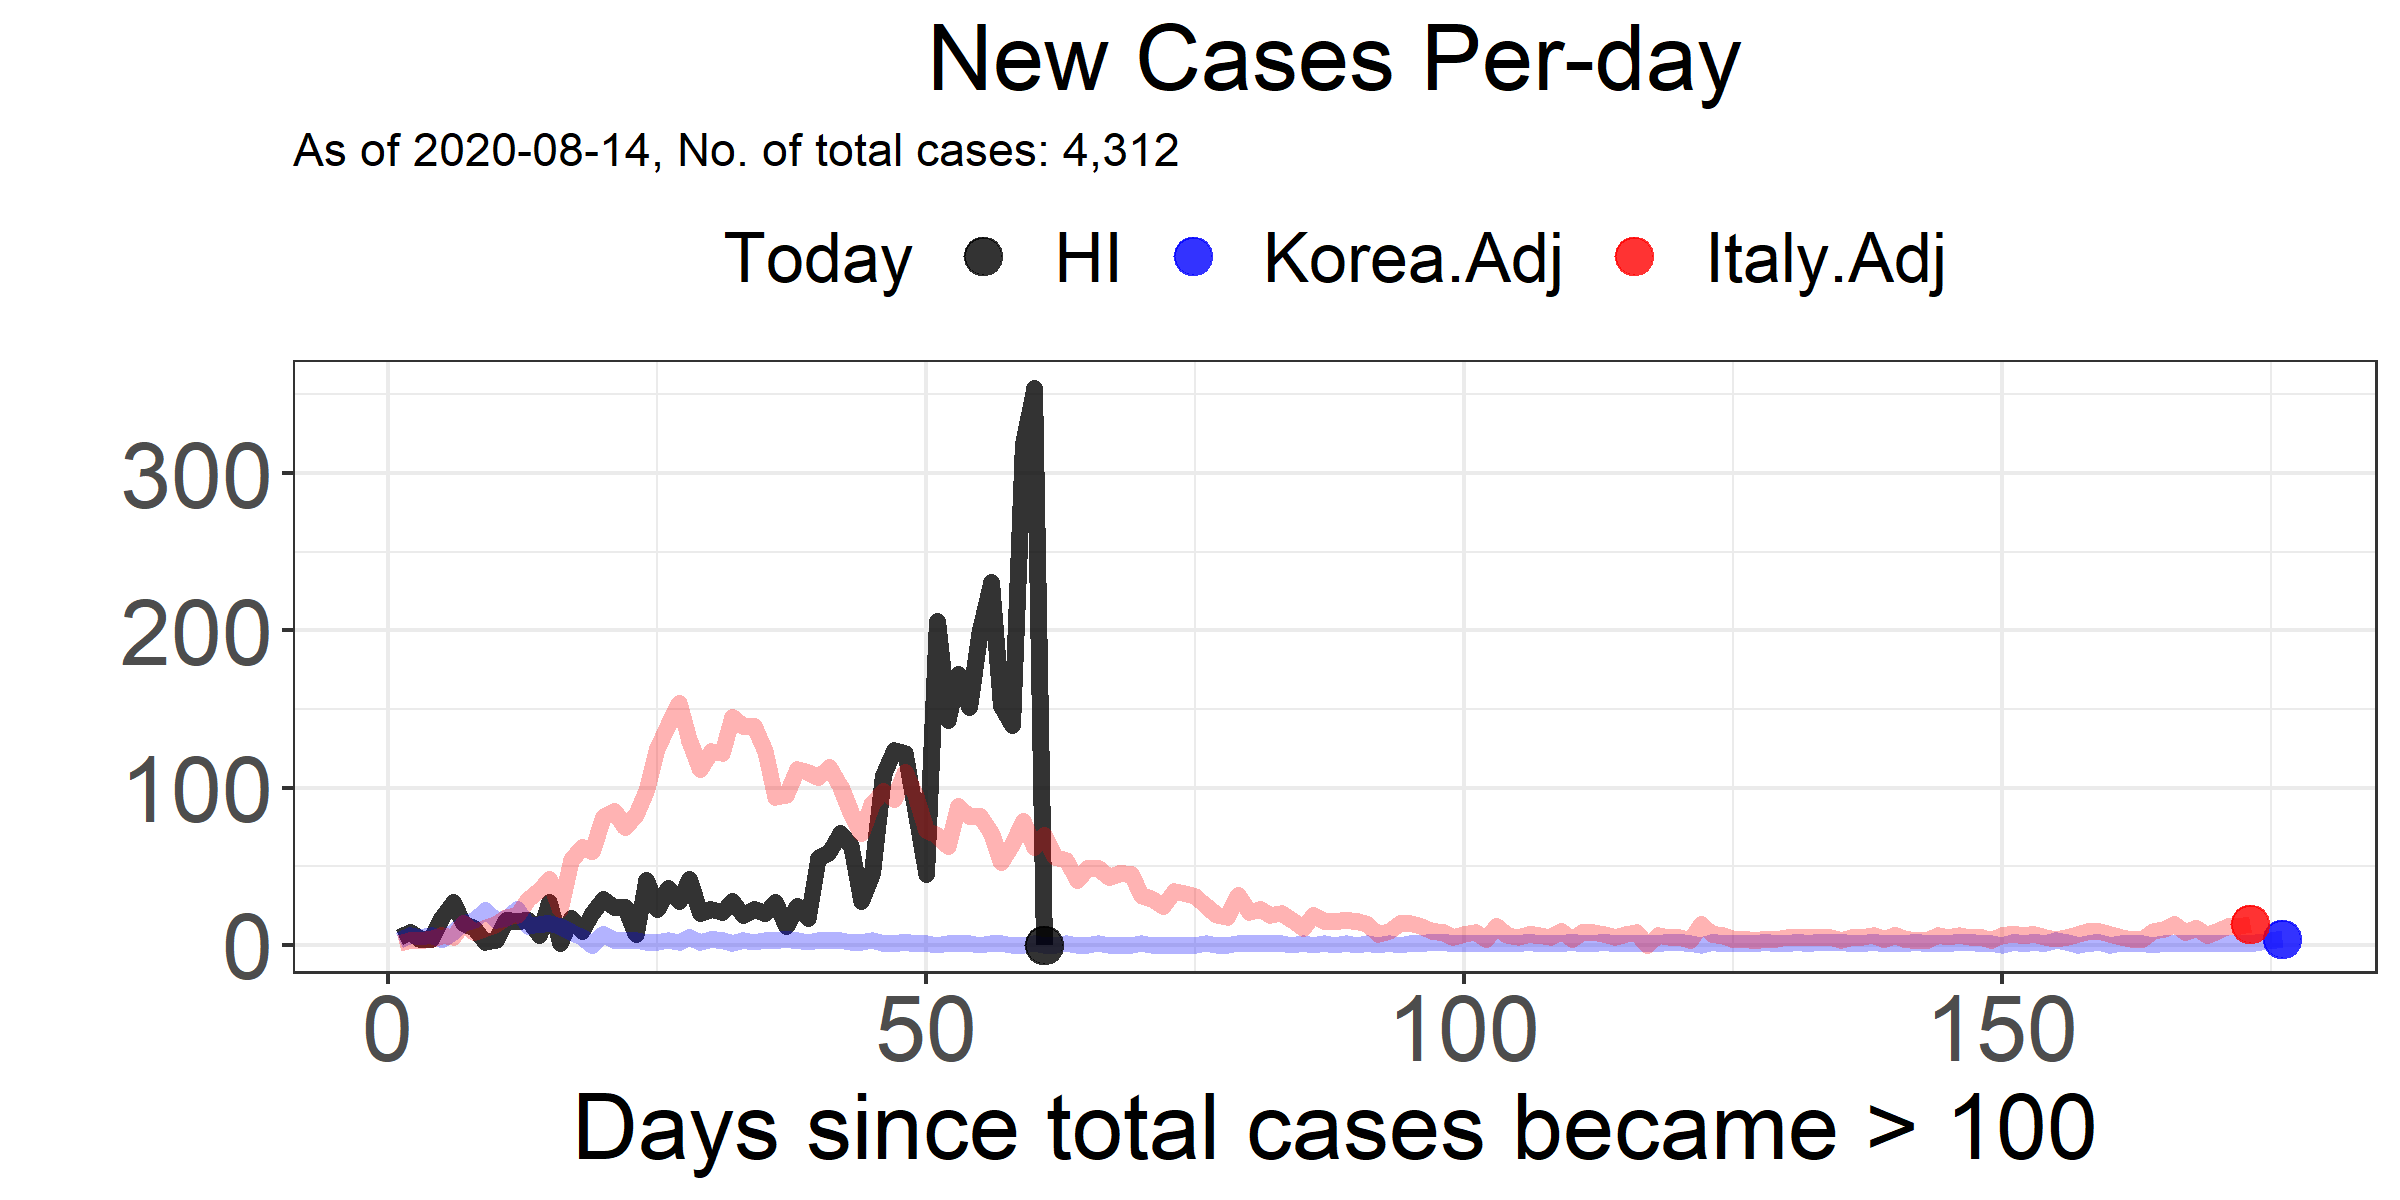 New Cases Per-day
As of 2020-08-14, No. of total cases: 4,312
Today HI Korea.Adj Italy.Adj
300
200
100
0
0 50 100 150
Days since total cases became > 100